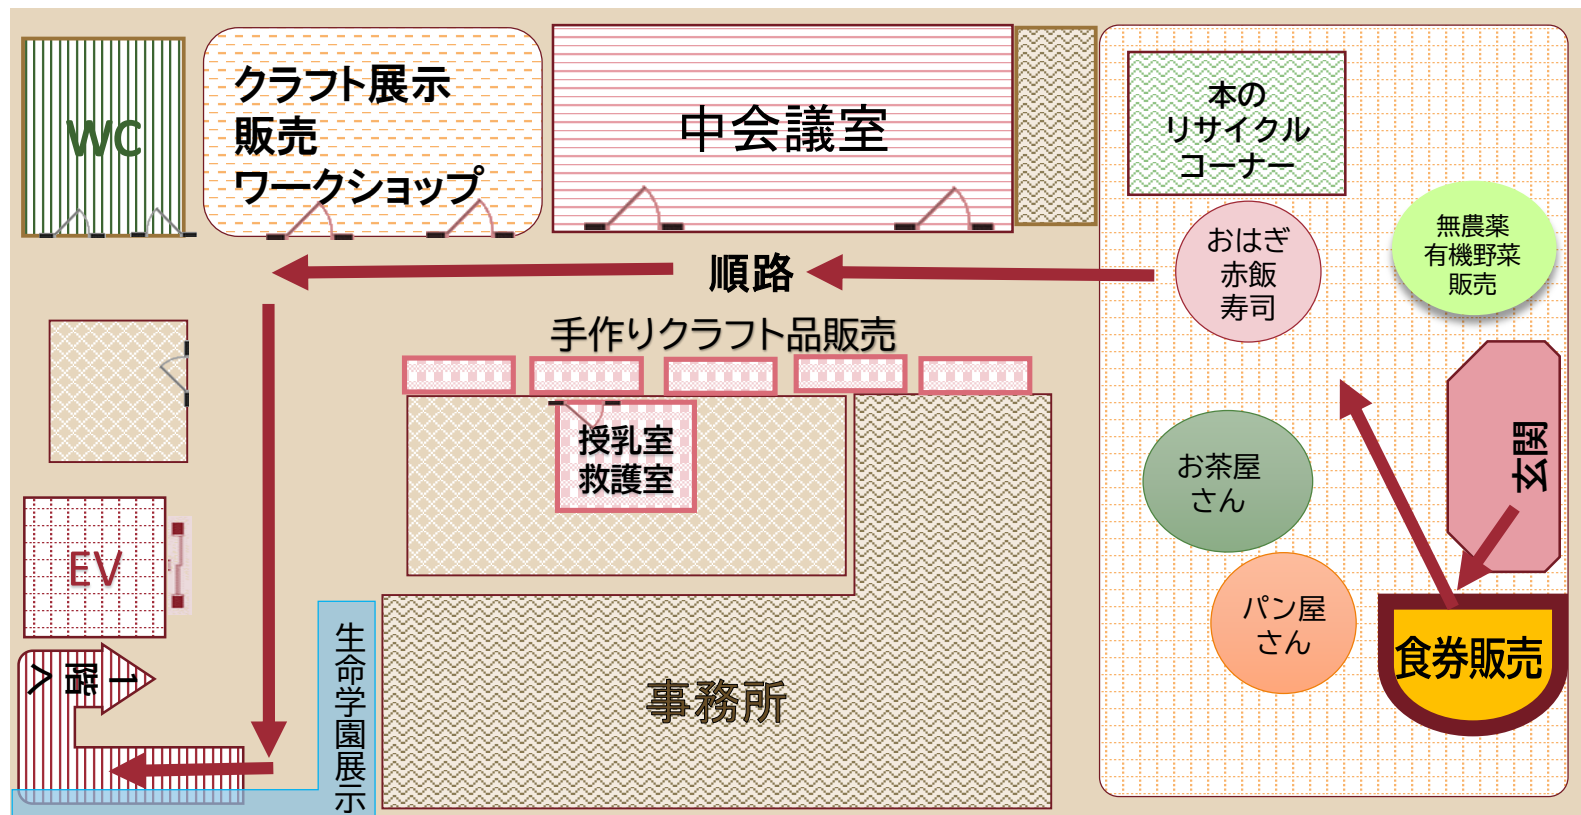 WC
クラフト展示
販売
ワークショップ
中会議室
本の
リサイクル
コーナー
おはぎ
赤飯
寿司
無農薬
有機野菜
販売
順路
手作りクラフト品販売
授乳室
救護室
お茶屋
さん
玄関
パン屋
さん
食券販売
EV
1階へ
生命学園展示
事務所